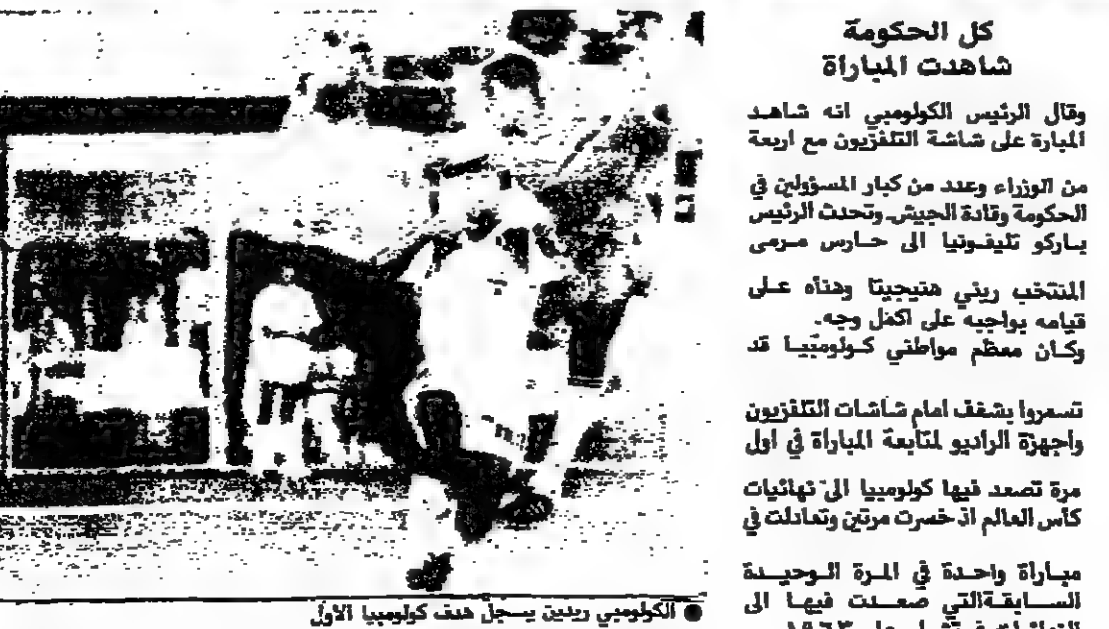 كل الحكومة
شاهدت المباراة
وقال الرئيس الكولومبي انه شاهد
المبارة على شاشة التلفزيون مع اربعة
من الوزراء وعدد من كبار المسؤولين في
الحكومة وقادة الجيش. وتحدث الرئيس
باركو تليفونيا الى حارس مرمى
المنتخب ريني هتيجيتا وهنأه على
قيامه بواجبه على اكمل وجه.
وكان معظم مواطني كولومبيا قد
تسمروا بشغف امام شاشات التلفزيون
واجهزة الراديو لمتابعة المباراة في اول
مرة تصعد فيها كولومبيا الى نهائيات
كأس العالم اذ خسرت مرتين وتعادلت في
مباراة واحدة في المرة الوحيدة
السابقةالتي صعدت فيها الى
● الكولومبي ريدين يسجل هدف كولومبيا الاول